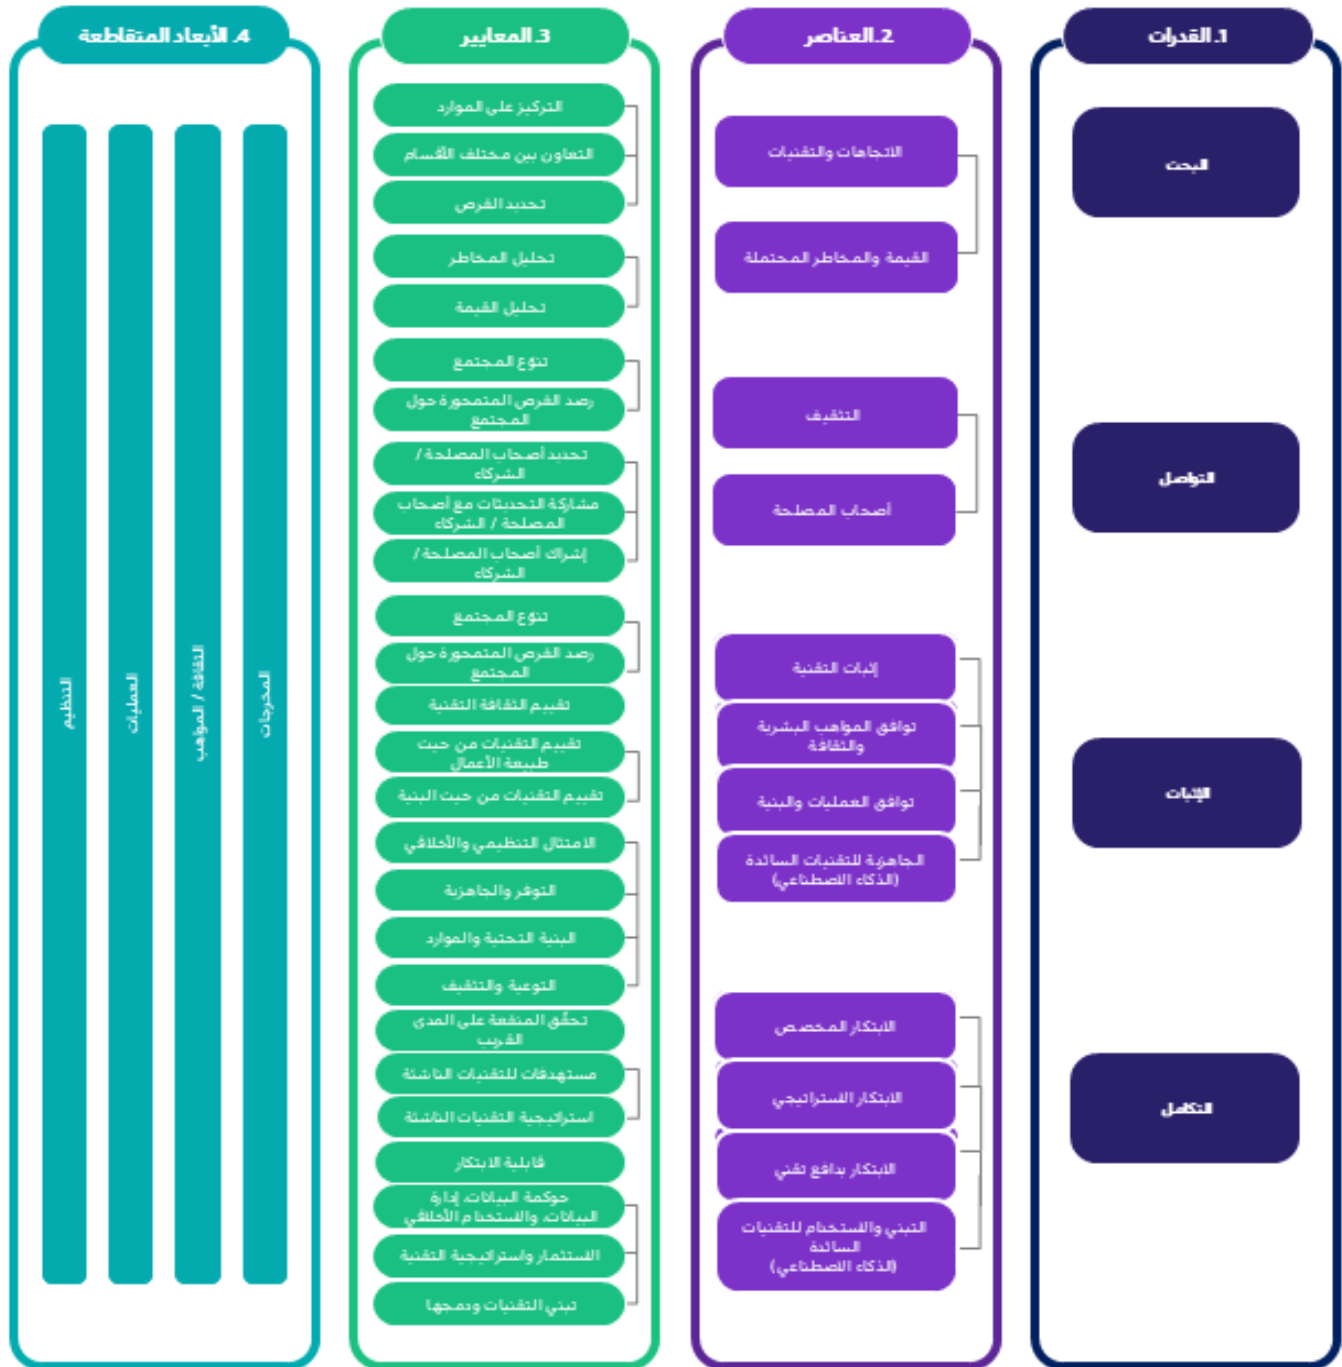 1. القدرات
البحث
التواصل
الإثبات
التكامل
2. العناصر
الاتجاهات والتقنيات
القيمة والمخاطر المحتملة
التثقيف
أصحاب المصلحة
إثبات التقنية
توافق المواهب البشرية
والثقافة
توافق العمليات والبنية
الجاهزية للتقنيات السائدة
(الذكاء الاصطناعي)
الابتكار المخصص
الابتكار الاستراتيجي
الابتكار بدافع تقني
التبني والاستخدام للتقنيات
السائدة
(الذكاء الاصطناعي)
3. المعايير
التركيز على الموارد
التعاون بين مختلف الأقسام
تحديد الفرص
تحليل المخاطر
تحليل القيمة
تنوّع المجتمع
رصد الفرص المتمحورة حول
المجتمع
تحديد أصحاب المصلحة /
الشركاء
مشاركة التحديثات مع أصحاب
المصلحة / الشركاء
إشراك أصحاب المصلحة /
الشركاء
تنوّع المجتمع
رصد الفرص المتمحورة حول
المجتمع
تقييم الثقافة التقنية
تقييم التقنيات من حيث
طبيعة الأعمال
تقييم التقنيات من حيث البنية
الامتثال التنظيمي والأخلاقي
التوفر والجاهزية
البنية التحتية والموارد
التوعية والتثقيف
تحقّق المنفعة على المدى
القريب
مستهدفات للتقنيات الناشئة
استراتيجية التقنيات الناشئة
قابلية الابتكار
حوكمة البيانات، إدارة
البيانات، والاستخدام الأخلاقي
الاستثمار واستراتيجية التقنية
تبني التقنيات ودمجها
4. الأبعاد المتقاطعة
المخرجات
الثقافة / المواهب
العمليات
التنظيم